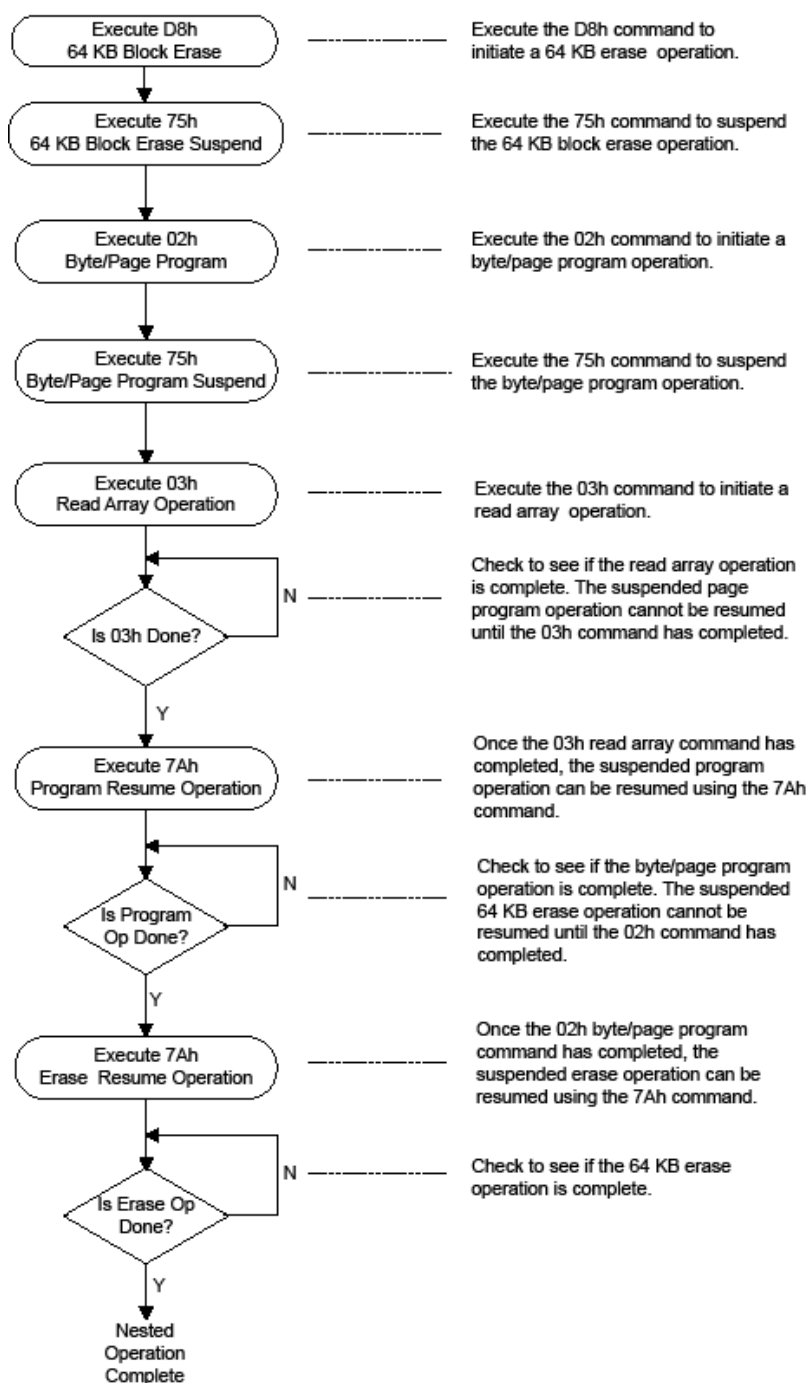 Execute D8h
64 KB Block Erase
Execute the D8h command to
initiate a 64 KB erase operation.
Execute 75h
64 KB Block Erase Suspend
Execute the 75h command to suspend
the 64 KB block erase operation.
Execute 02h
Byte/Page Program
Execute the 02h command to initiate a
byte/page program operation.
Execute 75h
Byte/Page Program Suspend
Execute the 75h command to suspend
the byte/page program operation.
Execute 03h
Read Array Operation
Execute the 03h command to initiate a
read array operation.
Is 03h Done?
N
Check to see if the read array operation
is complete. The suspended page
program operation cannot be resumed
until the 03h command has completed.
Y
Execute 7Ah
Program Resume Operation
Once the 03h read array command has
completed, the suspended program
operation can be resumed using the 7Ah
command.
Is Program
Op Done?
N
Check to see if the byte/page program
operation is complete. The suspended
64 KB erase operation cannot be
resumed until the 02h command has
completed.
Y
Execute 7Ah
Erase Resume Operation
Once the 02h byte/page program
command has completed, the
suspended erase operation can be
resumed using the 7Ah command.
Is Erase Op
Done?
N
Check to see if the 64 KB erase
operation is complete.
Y
Nested
Operation
Complete